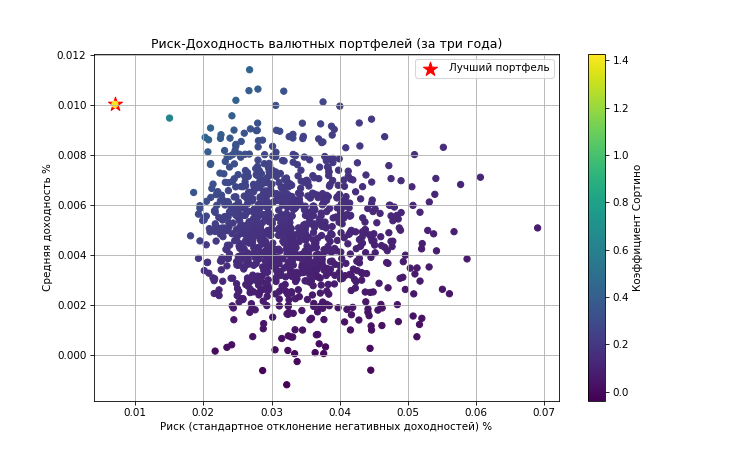 Риск-Доходность валютных портфелей (за три года)
Лучший портфель
Средняя доходность %
0.012
0.010
0.008
0.006
0.004
0.002
0.000
0.01 0.02 0.03 0.04 0.05 0.06 0.07
Риск (стандартное отклонение негативных доходностей) %
1.4
1.2
1.0
0.8
0.6
0.4
0.2
0.0
Коэффициент Сортино